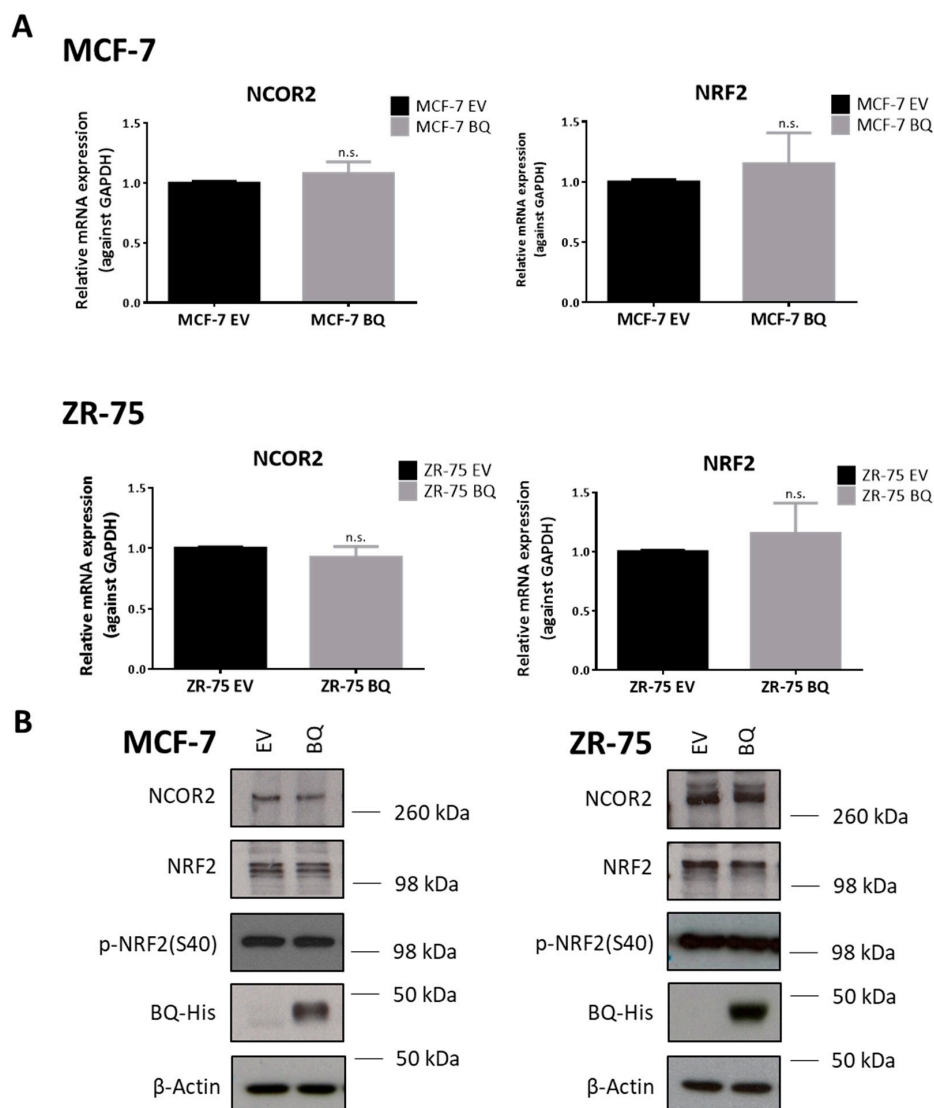 A
MCF-7
NCOR2
MCF-7 EV
MCF-7 BQ
Relative mRNA expression
(against GAPDH)
1.5
1.0
0.5
0.0
n.s.
MCF-7 EV
MCF-7 BQ
NRF2
MCF-7 EV
MCF-7 BQ
Relative mRNA expression
(against GAPDH)
1.5
1.0
0.5
0.0
n.s.
MCF-7 EV
MCF-7 BQ
ZR-75
NCOR2
ZR-75 EV
ZR-75 BQ
Relative mRNA expression
(against GAPDH)
1.5
1.0
0.5
0.0
n.s.
ZR-75 EV
ZR-75 BQ
NRF2
ZR-75 EV
ZR-75 BQ
Relative mRNA expression
(against GAPDH)
1.5
1.0
0.5
0.0
n.s.
ZR-75 EV
ZR-75 BQ
B
MCF-7
EV
BQ
NCOR2
260 kDa
NRF2
98 kDa
p-NRF2(S40)
98 kDa
BQ-His
50 kDa
β-Actin
50 kDa
ZR-75
EV
BQ
NCOR2
260 kDa
NRF2
98 kDa
p-NRF2(S40)
98 kDa
BQ-His
50 kDa
β-Actin
50 kDa